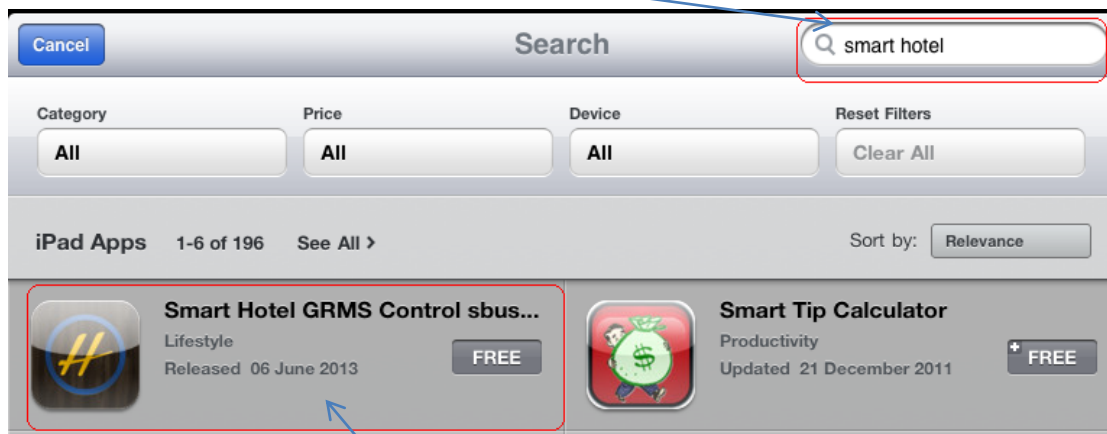 Cancel
Search
smart hotel
Category
Price
Device
Reset Filters
All
All
All
Clear All
iPad Apps 1-6 of 196 See All >
Sort by: Relevance
Smart Hotel GRMS Control sbus...
Lifestyle
Released 06 June 2013
FREE
Smart Tip Calculator
Productivity
Updated 21 December 2011
+ FREE